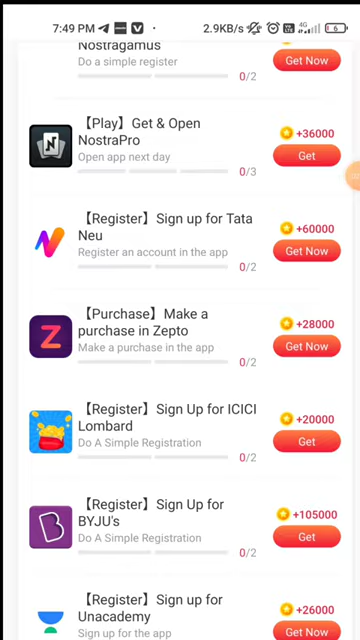 7:49 PM
2.9KB/s
4G
6
Nostragamus
Do a simple register
0/2
Get Now
【Play】Get & Open
NostraPro
Open app next day
0/3
+36000
Get
【Register】Sign up for Tata
Neu
Register an account in the app
0/2
+60000
Get Now
【Purchase】Make a
purchase in Zepto
Make a purchase in the app
0/2
+28000
Get Now
【Register】Sign Up for ICICI
Lombard
Do A Simple Registration
0/2
+20000
Get
【Register】Sign Up for
BYJU's
Do A Simple Registration
0/2
+105000
Get
【Register】Sign up for
Unacademy
Sign up for the app
+26000
Get Now